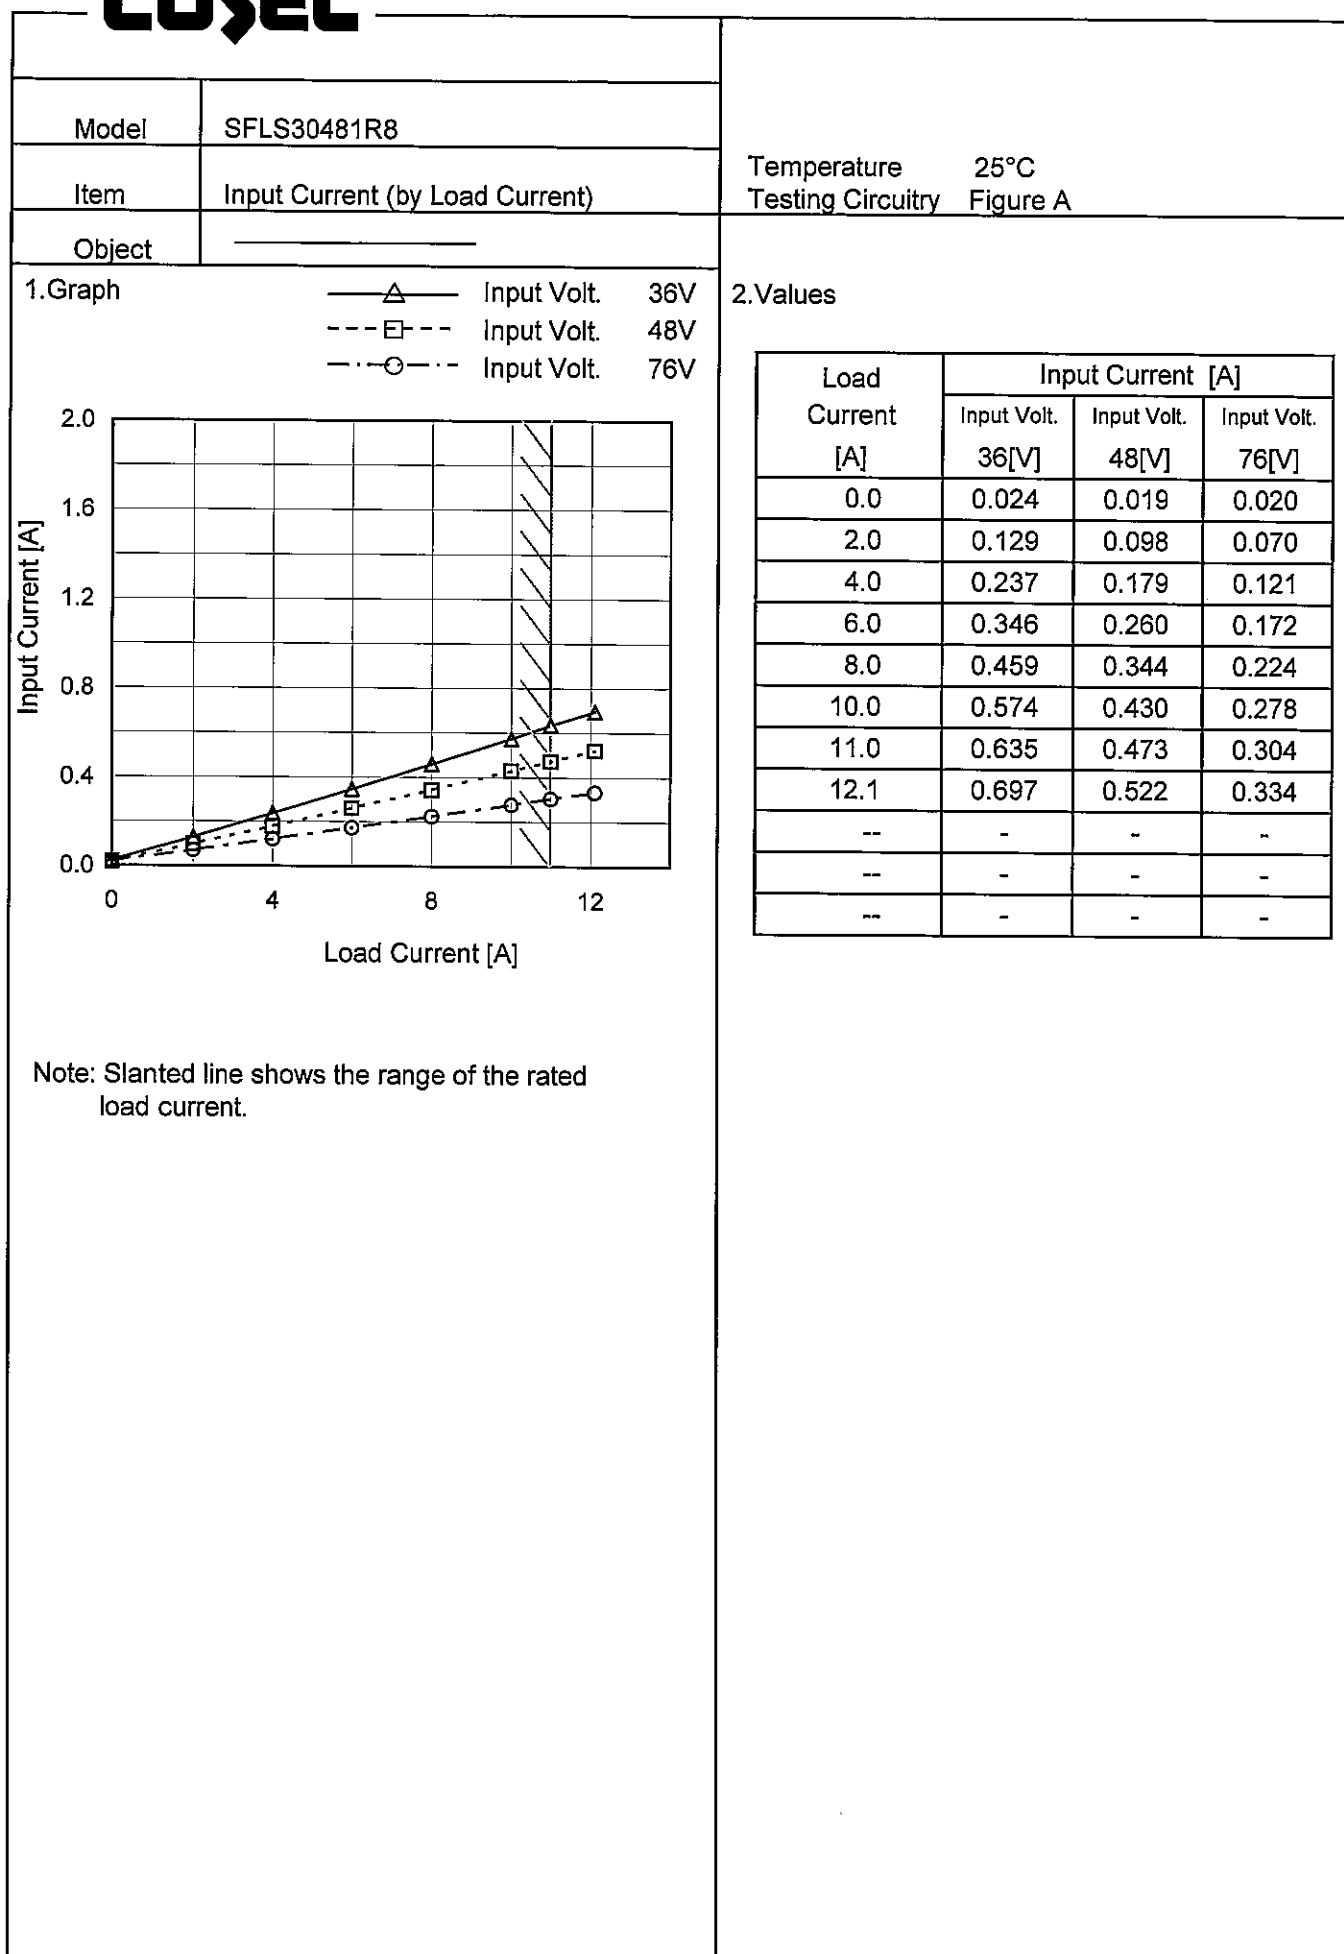 COSEL
Model SFLS30481R8
Item Input Current (by Load Current)
Object
Temperature 25°C
Testing Circuitry Figure A
1.Graph
Input Volt. 36V
Input Volt. 48V
Input Volt. 76V
2.0
1.6
1.2
0.8
0.4
0.0
Input Current [A]
0 4 8 12
Load Current [A]
Note: Slanted line shows the range of the rated
load current.
2.Values
Load Input Current [A]
Current Input Volt. Input Volt. Input Volt.
[A] 36[V] 48[V] 76[V]
0.0 0.024 0.019 0.020
2.0 0.129 0.098 0.070
4.0 0.237 0.179 0.121
6.0 0.346 0.260 0.172
8.0 0.459 0.344 0.224
10.0 0.574 0.430 0.278
11.0 0.635 0.473 0.304
12.1 0.697 0.522 0.334
-- - - -
-- - - -
-- - - -